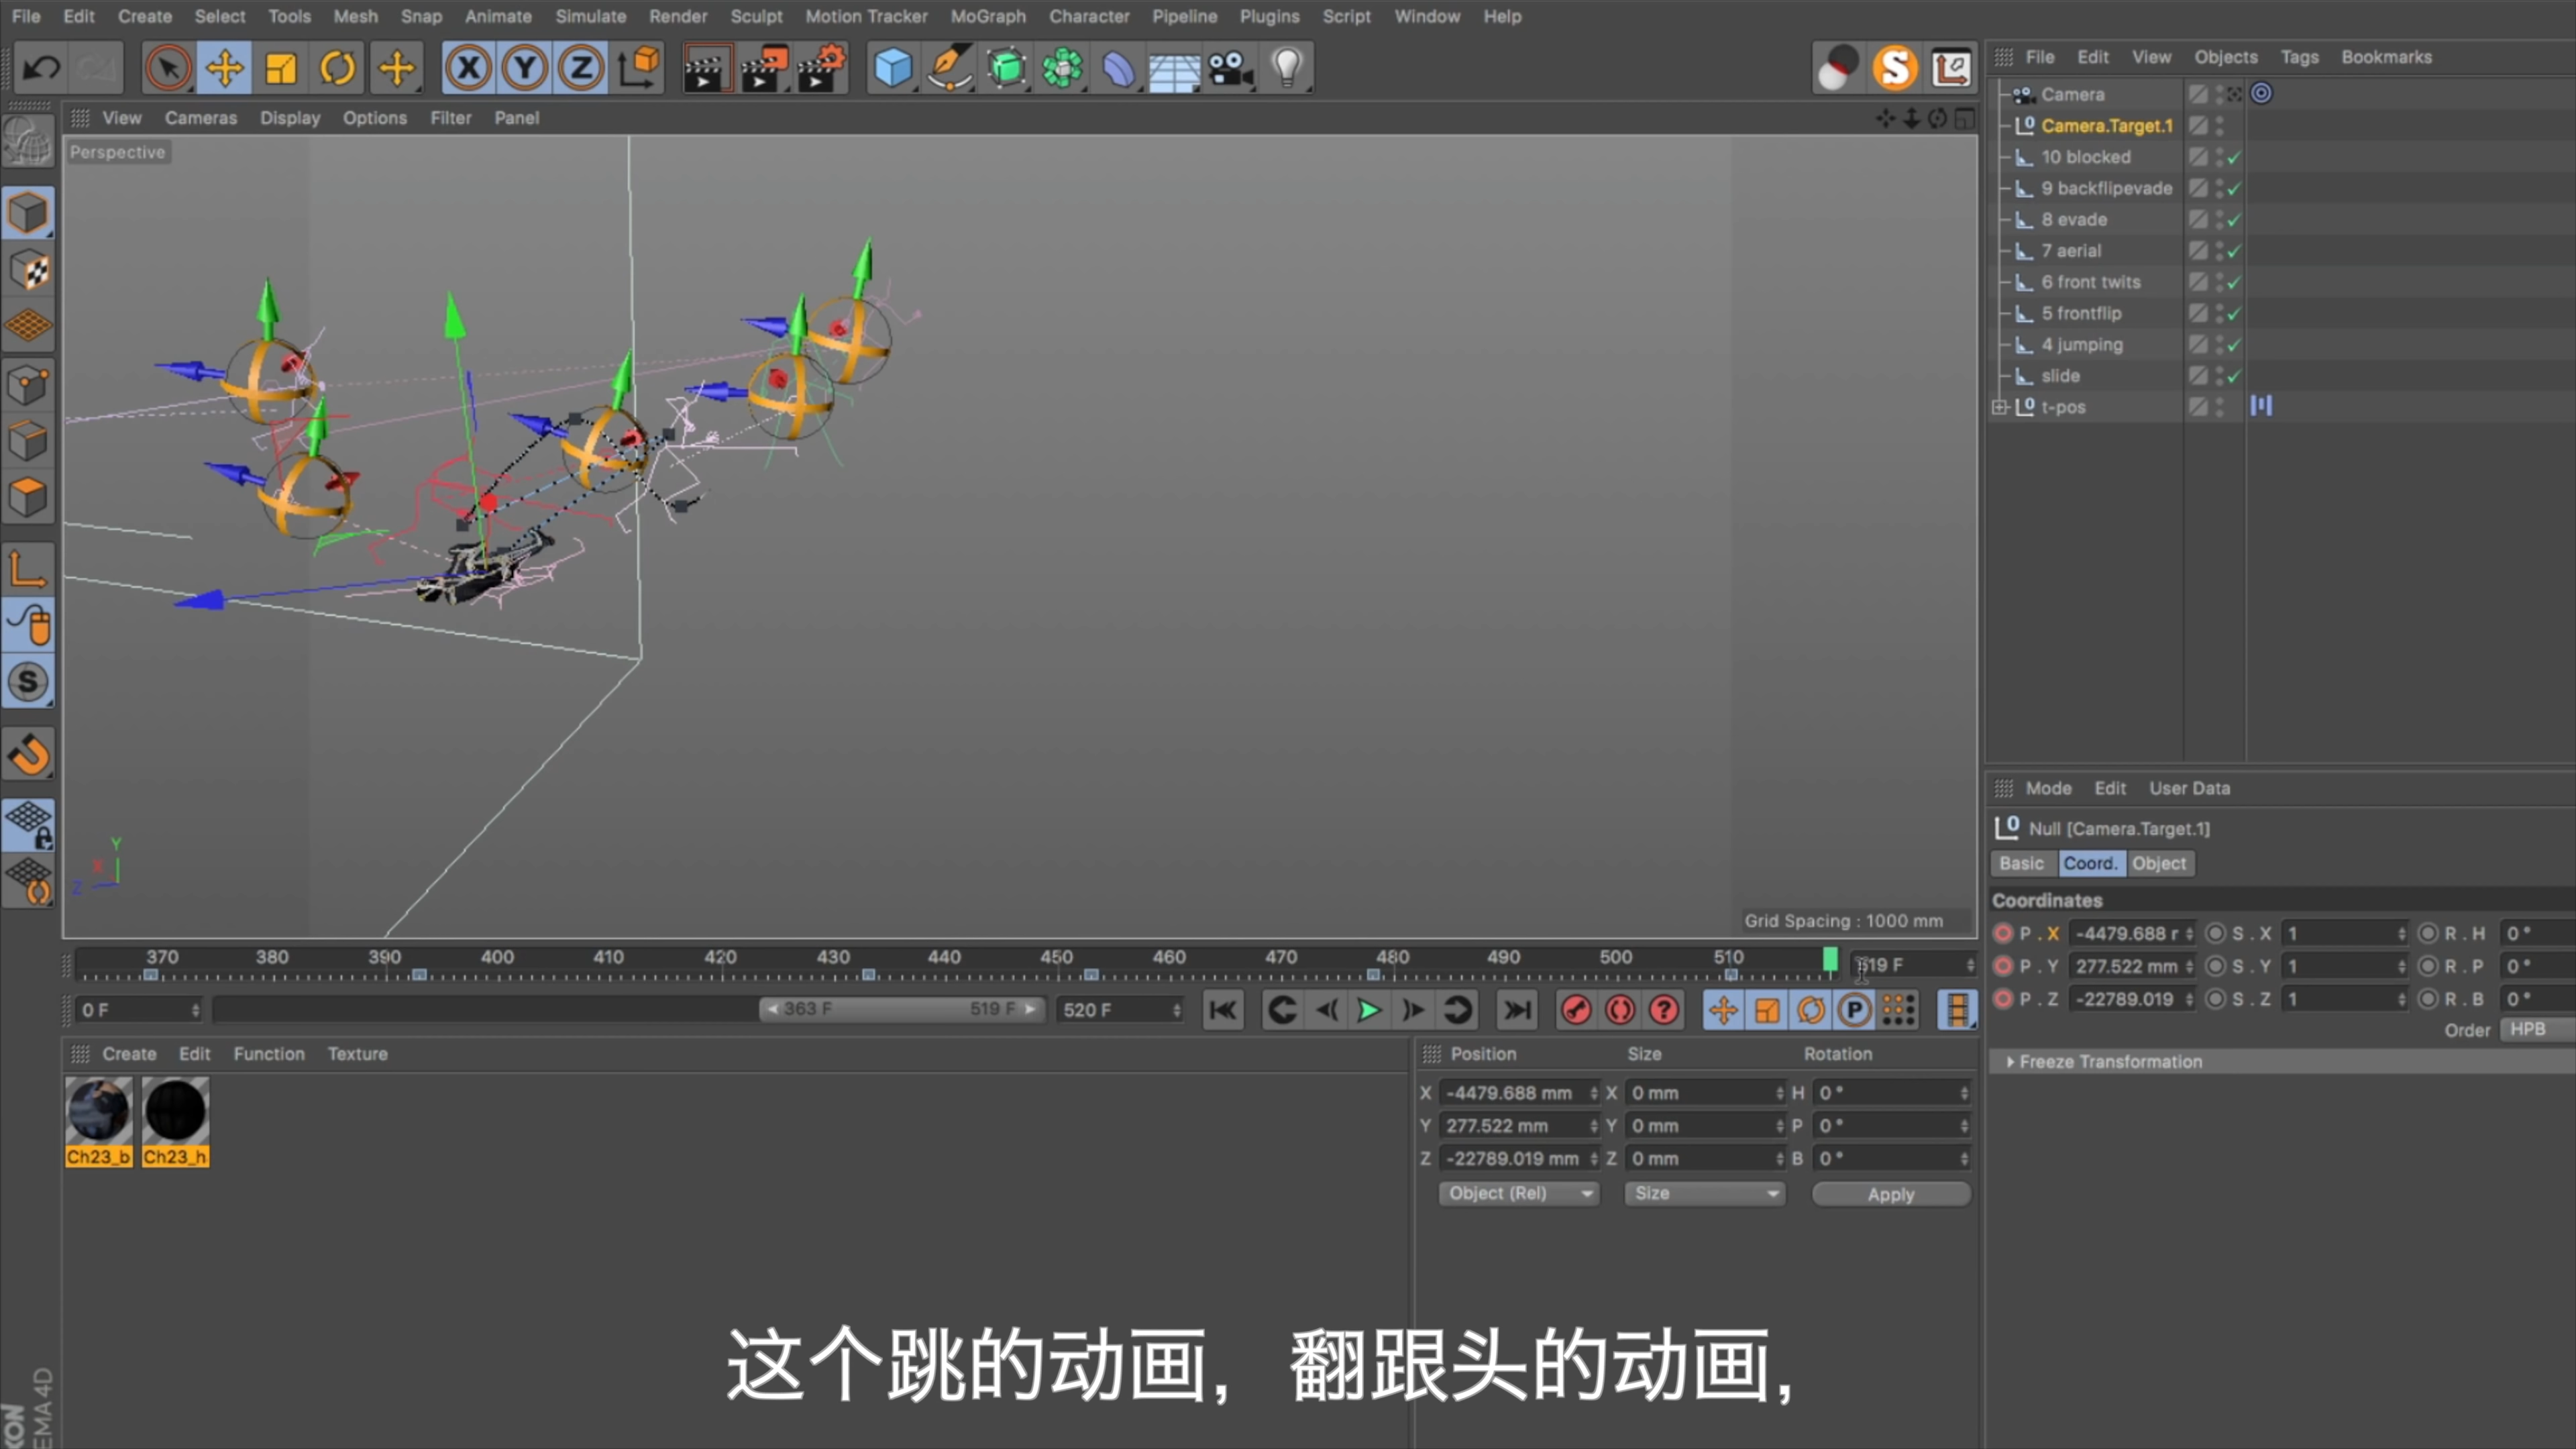 File Edit Create Select Tools Mesh Snap Animate Simulate Render Sculpt Motion Tracker MoGraph Character Pipeline Plugins Script Window Help
File Edit View Objects Tags Bookmarks
View Cameras Display Options Filter Panel
Perspective
Camera
Camera.Target.1
10 blocked
9 backflipevade
8 evade
7 aerial
6 front twits
5 frontflip
4 jumping
slide
t-pos
Y
X
Z
Grid Spacing : 1000 mm
Mode Edit User Data
Null [Camera.Target.1]
Basic Coord. Object
Coordinates
P . X -4479.688 r S . X 1 R . H 0 °
P . Y 277.522 mm S . Y 1 R . P 0 °
P . Z -22789.019 S . Z 1 R . B 0 °
Order HPB
Freeze Transformation
370 380 390 400 410 420 430 440 450 460 470 480 490 500 510 519 F
0 F 363 F 519 F 520 F
Create Edit Function Texture
Ch23_b Ch23_h
Position Size Rotation
X -4479.688 mm X 0 mm H 0 °
Y 277.522 mm Y 0 mm P 0 °
Z -22789.019 mm Z 0 mm B 0 °
Object (Rel) Size Apply
这个跳的动画，翻跟头的动画，